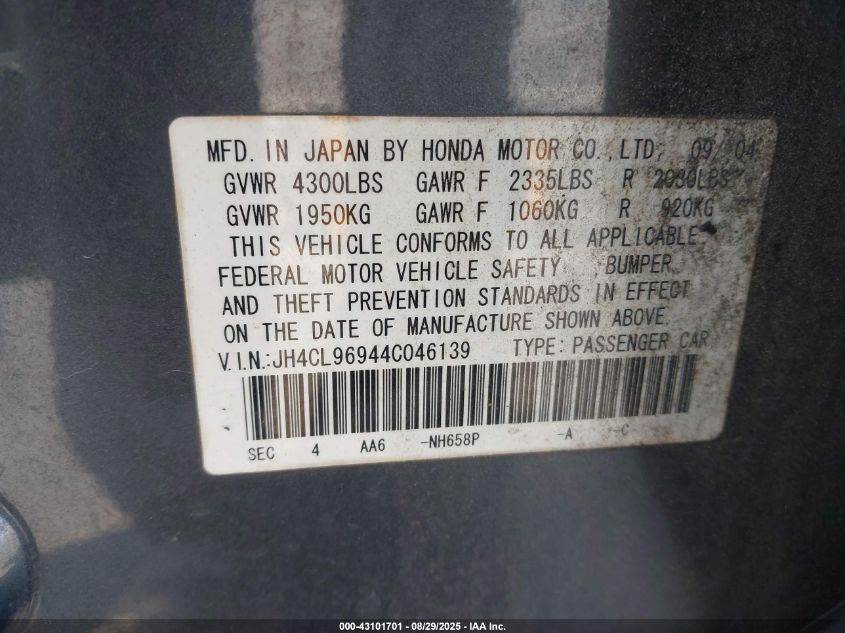 MFD. IN JAPAN BY HONDA MOTOR CO.,LTD, 09/04
GVWR 4300LBS GAWR F 2335LBS R 2030LBS
GVWR 1950KG GAWR F 1060KG R 920KG
THIS VEHICLE CONFORMS TO ALL APPLICABLE
FEDERAL MOTOR VEHICLE SAFETY , BUMPER
AND THEFT PREVENTION STANDARDS IN EFFECT
ON THE DATE OF MANUFACTURE SHOWN ABOVE.
V.I.N.:JH4CL96944C046139 TYPE: PASSENGER CAR
SEC 4 AA6 -NH658P -A -C
000-43101701 - 08/29/2025 - IAA Inc.